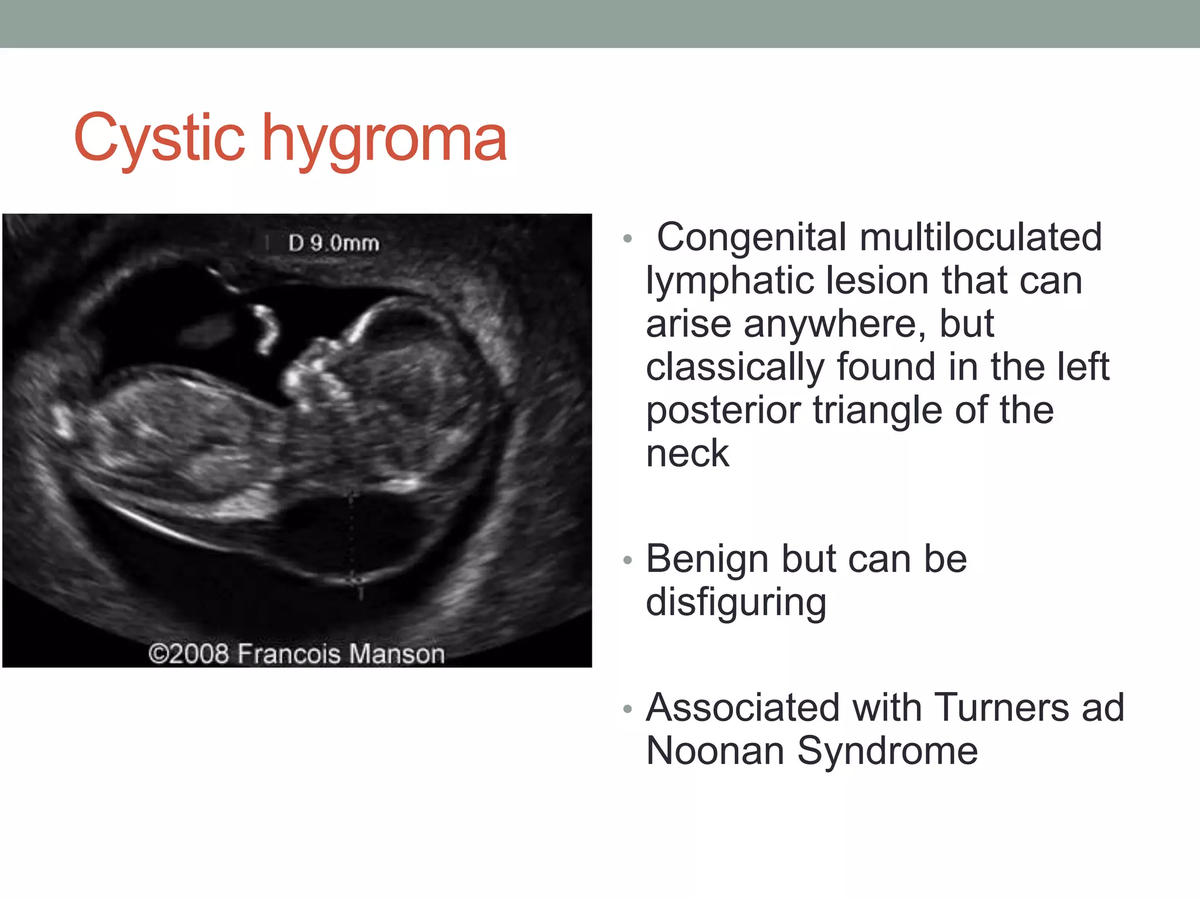 Cystic hygroma
D 9.0mm
1
©2008 Francois Manson
• Congenital multiloculated
lymphatic lesion that can
arise anywhere, but
classically found in the left
posterior triangle of the
neck
• Benign but can be
disfiguring
• Associated with Turners ad
Noonan Syndrome